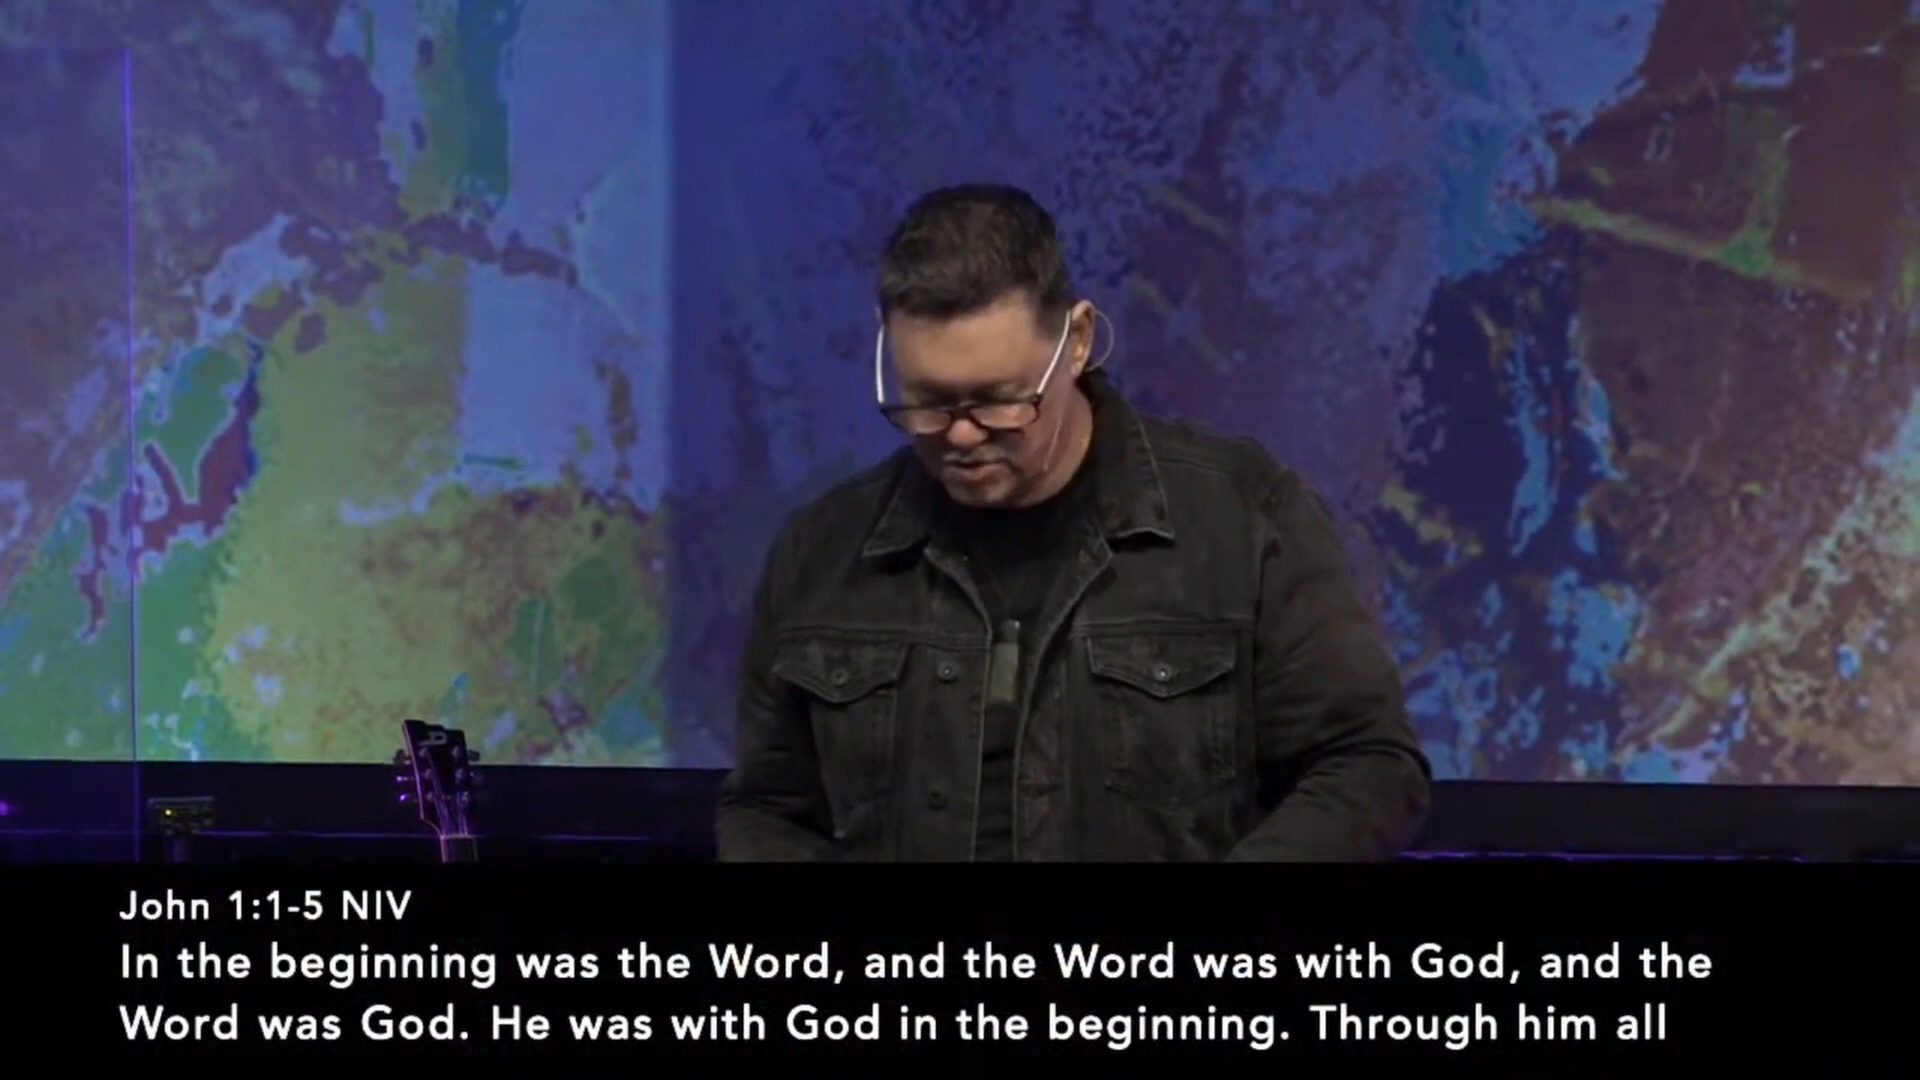 John 1:1-5 NIV
In the beginning was the Word, and the Word was with God, and the
Word was God. He was with God in the beginning. Through him all